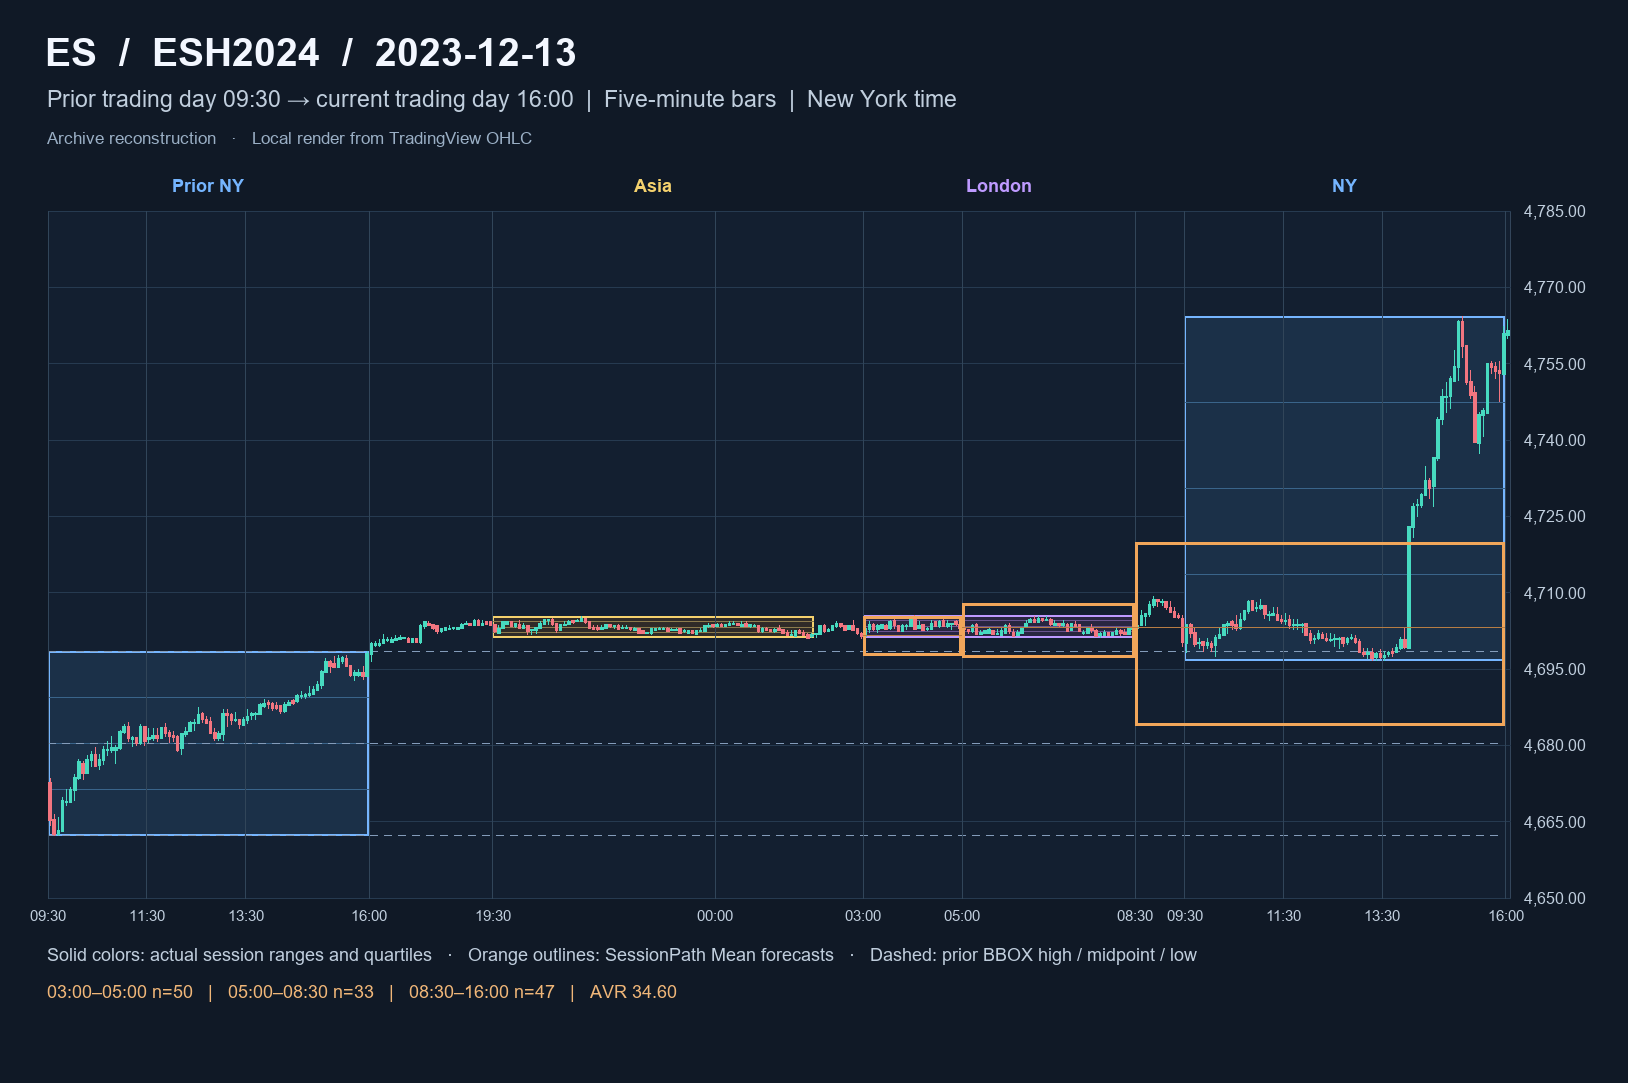 ES / ESH2024 / 2023-12-13
Prior trading day 09:30 → current trading day 16:00 | Five-minute bars | New York time
Archive reconstruction · Local render from TradingView OHLC
Prior NY Asia London NY
4,785.00
4,770.00
4,755.00
4,740.00
4,725.00
4,710.00
4,695.00
4,680.00
4,665.00
4,650.00
09:30 11:30 13:30 16:00 19:30 00:00 03:00 05:00 08:30 09:30 11:30 13:30 16:00
Solid colors: actual session ranges and quartiles · Orange outlines: SessionPath Mean forecasts · Dashed: prior BBOX high / midpoint / low
03:00–05:00 n=50 | 05:00–08:30 n=33 | 08:30–16:00 n=47 | AVR 34.60